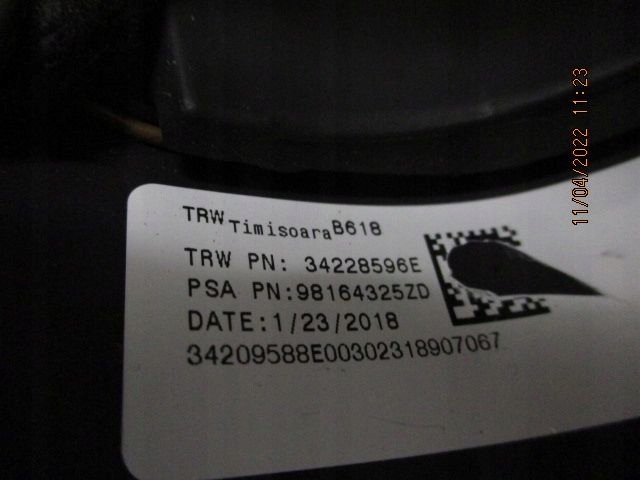 TRW Timisoara B618
TRW PN: 34228596E
PSA PN:98164325ZD
DATE:1/23/2018
34209588E00302318907067
11/04/2022 11:23